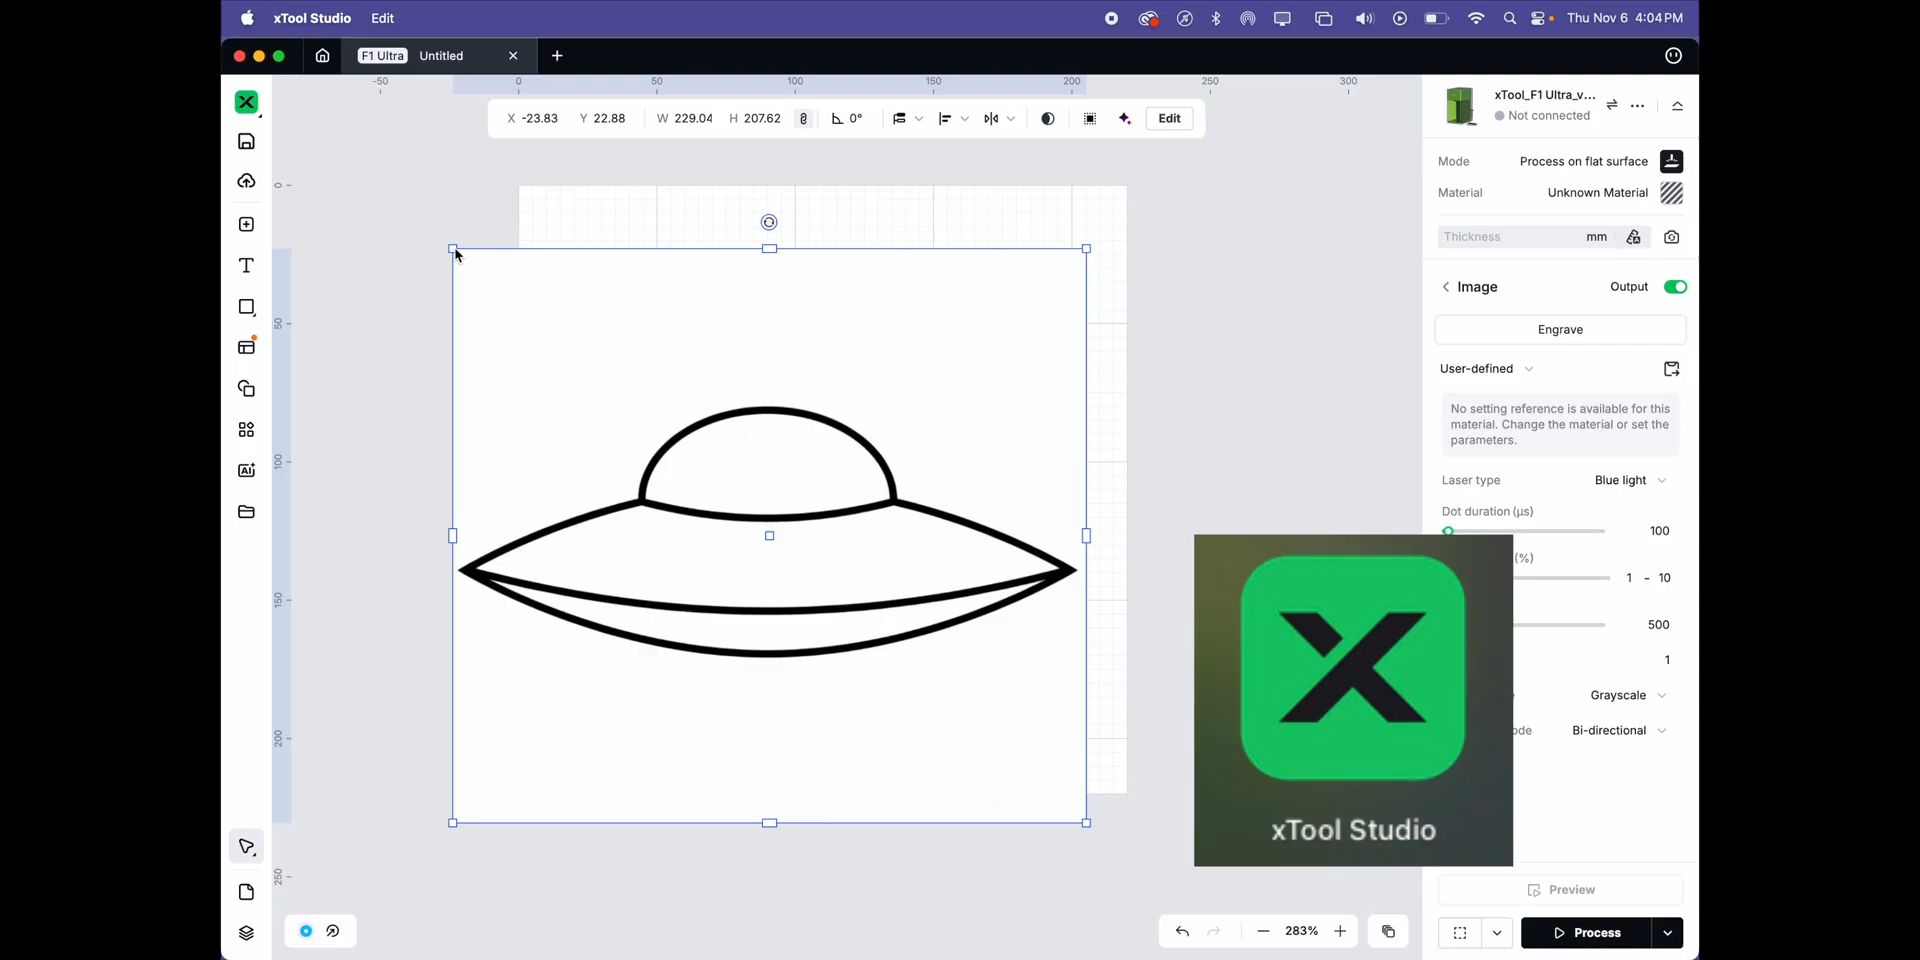 xTool Studio Edit Thu Nov 6 4:04 PM
F1 Ultra Untitled
-50 0 50 100 150 200 250 300
X -23.83 Y 22.88 W 229.04 H 207.62 0° Edit
xTool_F1 Ultra_v...
Not connected
Mode Process on flat surface
Material Unknown Material
Thickness mm
Image Output
Engrave
User-defined
No setting reference is available for this
material. Change the material or set the
parameters.
Laser type Blue light
Dot duration (µs)
100
(%)
1 - 10
500
1
Grayscale
ode Bi-directional
0
50
100
150
200
250
AI
X
xTool Studio
Preview
283%
Process